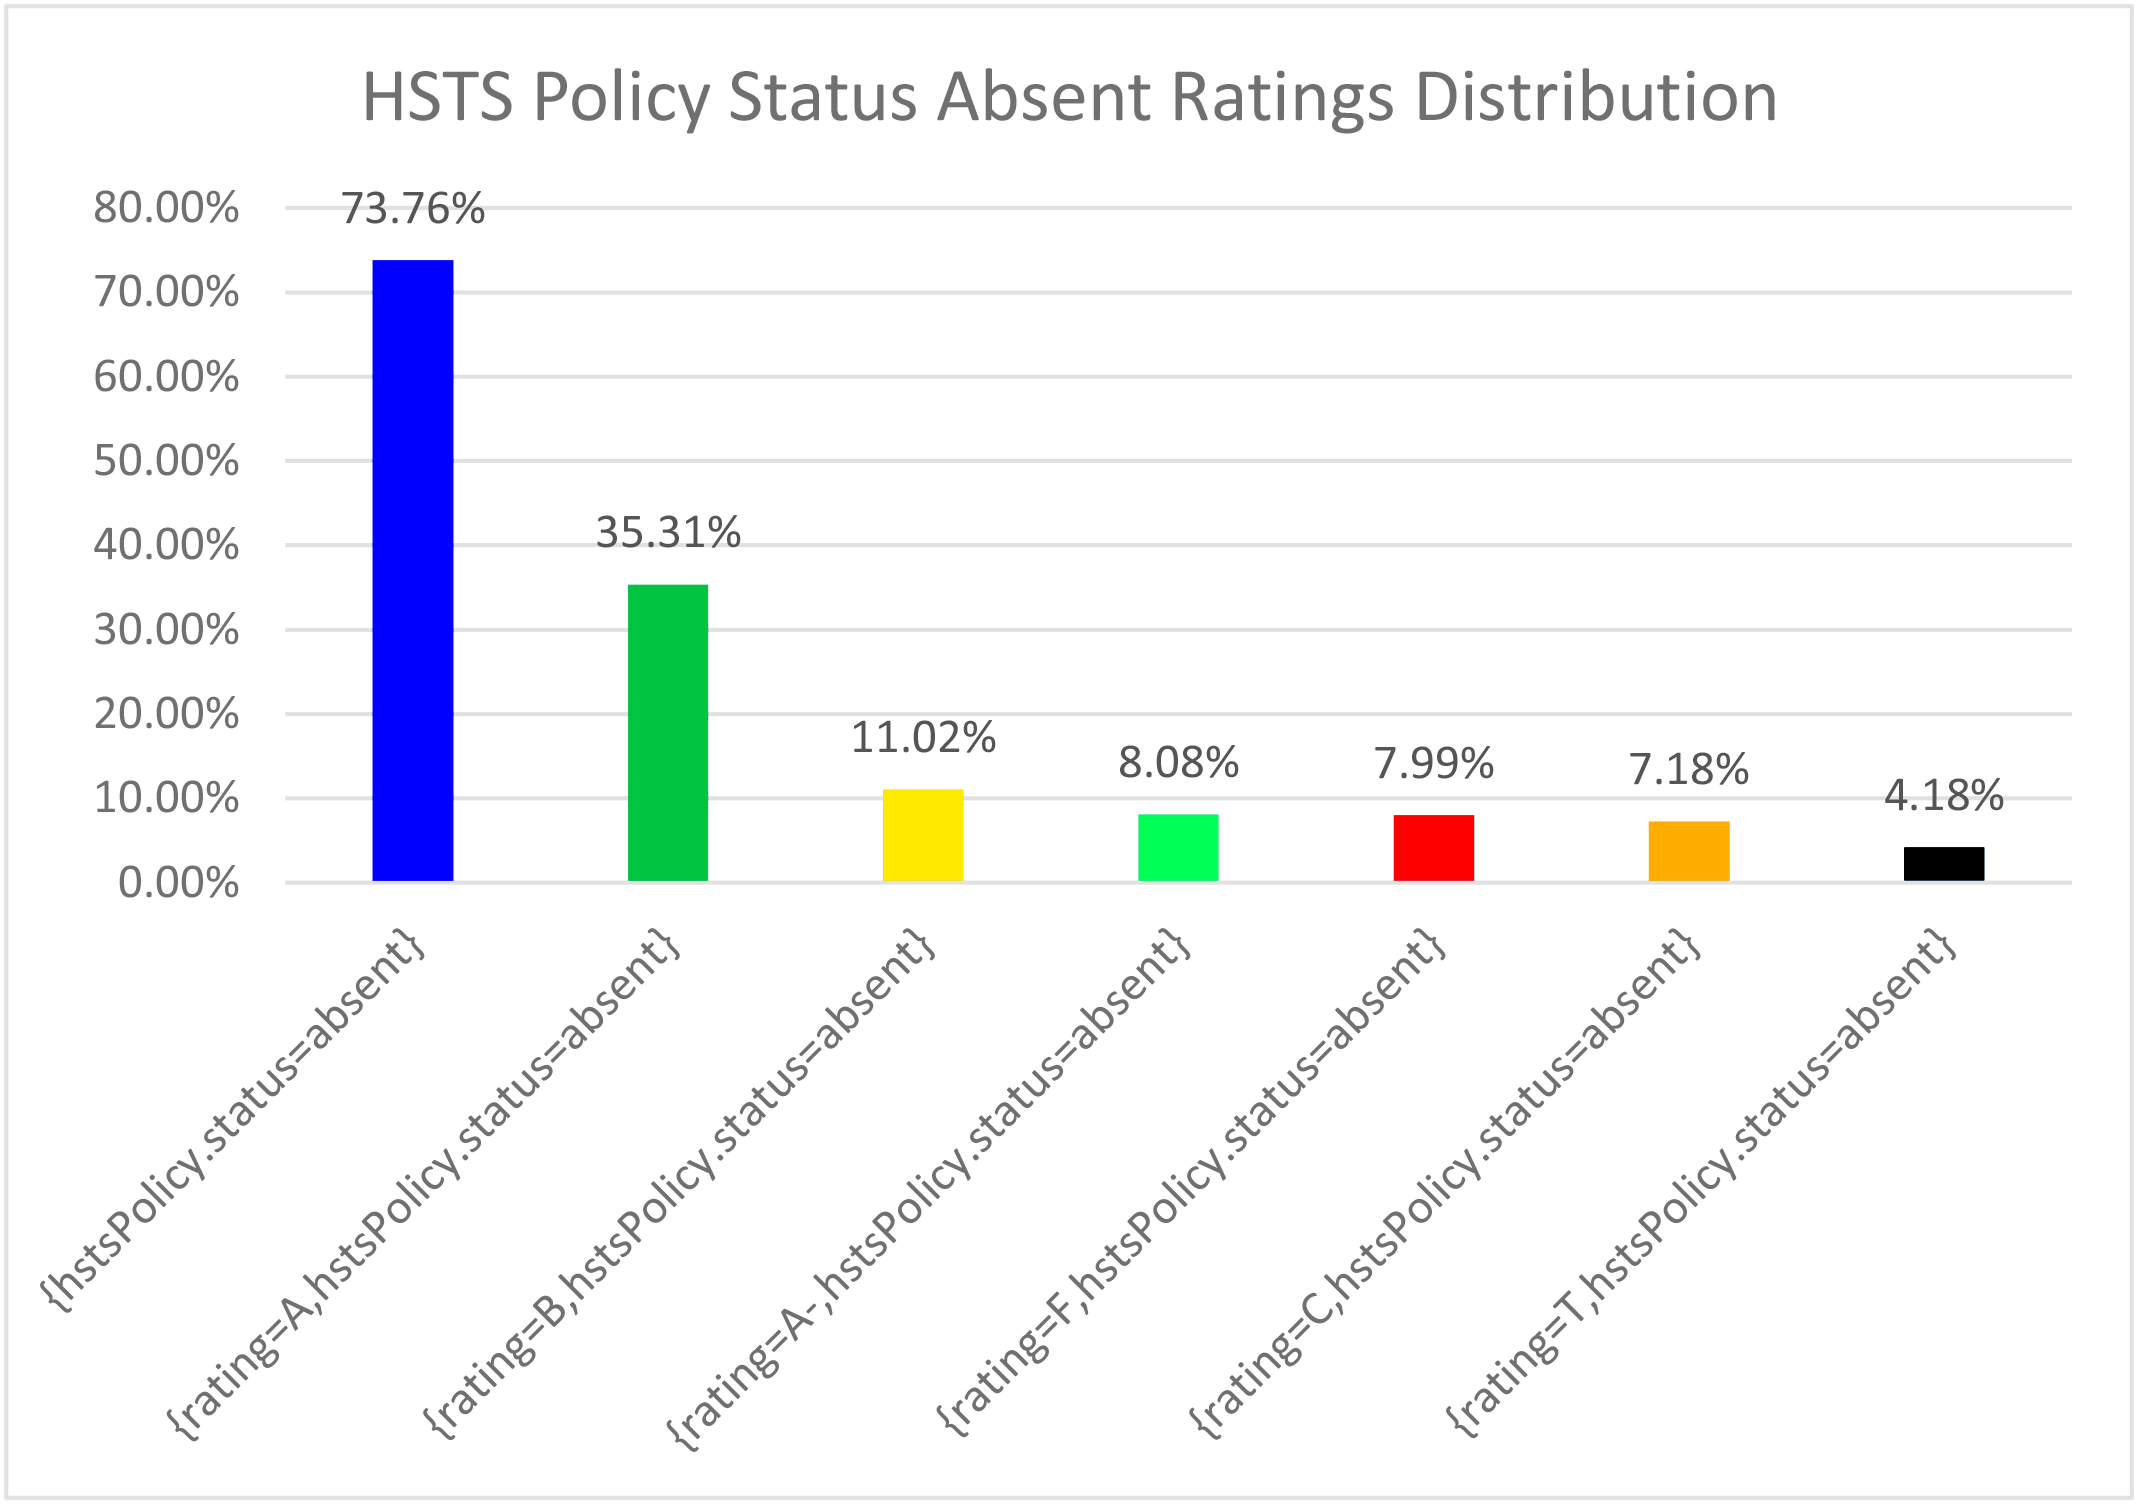 HSTS Policy Status Absent Ratings Distribution
80.00%
70.00%
60.00%
50.00%
40.00%
30.00%
20.00%
10.00%
0.00%
73.76%
35.31%
11.02%
8.08%
7.99%
7.18%
4.18%
{hstsPolicy.status=absent}
{rating=A,hstsPolicy.status=absent}
{rating=B,hstsPolicy.status=absent}
{rating=A-,hstsPolicy.status=absent}
{rating=F,hstsPolicy.status=absent}
{rating=C,hstsPolicy.status=absent}
{rating=T,hstsPolicy.status=absent}